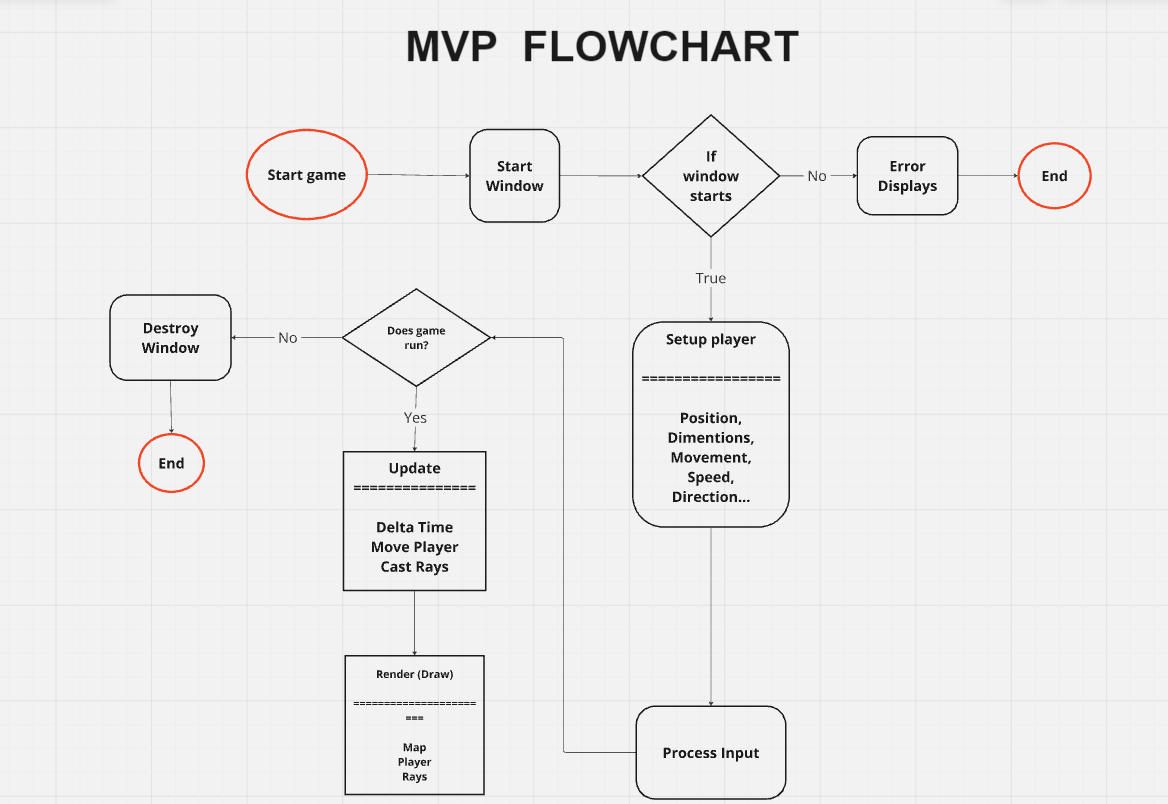 MVP FLOWCHART
Start game
Start
Window
If
window
starts
No
Error
Displays
End
True
Destroy
Window
No
Does game
run?
Setup player
=================
Position,
Dimentions,
Movement,
Speed,
Direction...
Yes
End
Update
===============
Delta Time
Move Player
Cast Rays
Render (Draw)
====================
===
Map
Player
Rays
Process Input